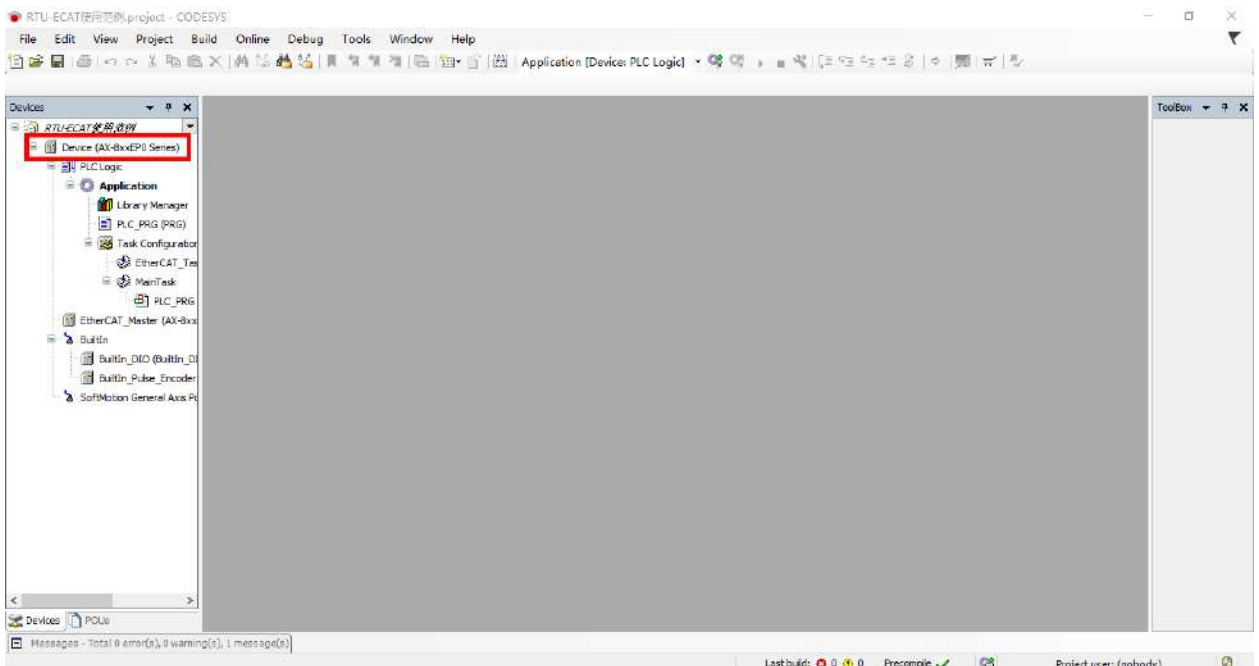 RTU-ECAT使用范例.project - CODESYS
File Edit View Project Build Online Debug Tools Window Help
Application [Device: PLC Logic]
Devices
ToolBox
RTU-ECAT使用范例
Device (AX-8xxEP0 Series)
PLC Logic
Application
Library Manager
PLC_PRG (PRG)
Task Configuration
EtherCAT_Tas
MainTask
PLC_PRG
EtherCAT_Master (AX-8xx
BuiltIn
BuiltIn_DIO (BuiltIn_DI
BuiltIn_Pulse_Encoder
SoftMotion General Axis Po
Devices POUs
Messages - Total 0 error(s), 0 warning(s), 1 message(s)
Last build: 0 0 Precompile Project user: (nobody)